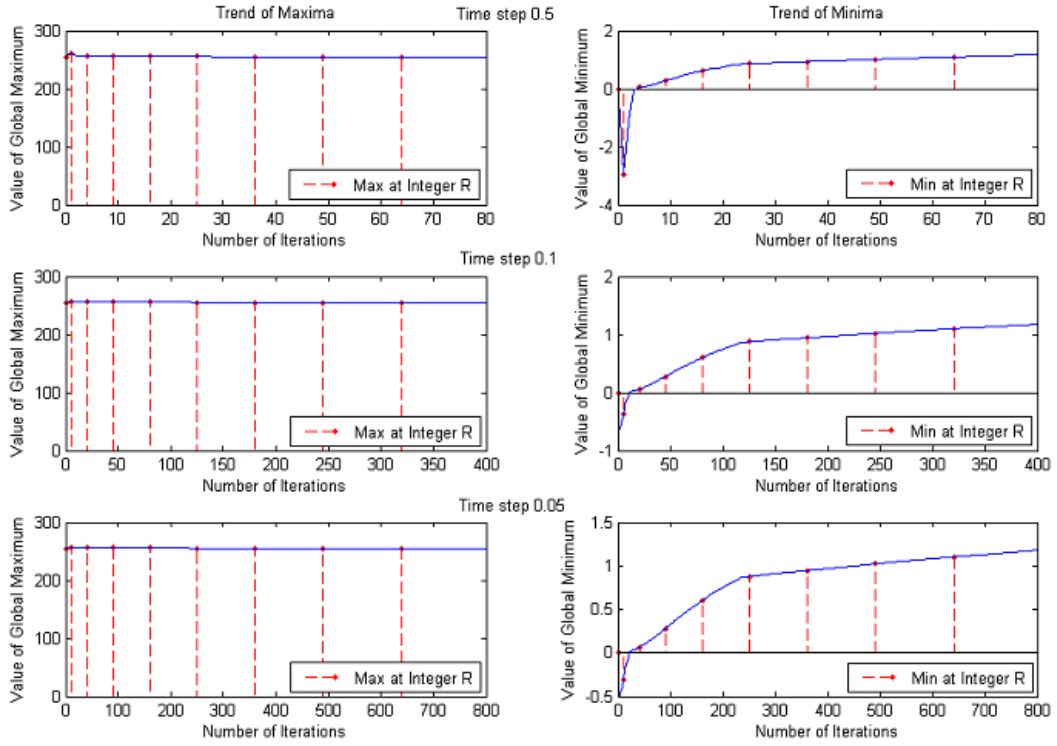 Trend of Maxima
Time step 0.5
Trend of Minima
Value of Global Maximum
300
200
100
0
0 10 20 30 40 50 60 70 80
Number of Iterations
Max at Integer R
Value of Global Minimum
2
0
-2
-4
0 10 20 30 40 50 60 70 80
Number of Iterations
Min at Integer R
Time step 0.1
Value of Global Maximum
300
200
100
0
0 50 100 150 200 250 300 350 400
Number of Iterations
Max at Integer R
Value of Global Minimum
2
1
0
-1
0 50 100 150 200 250 300 350 400
Number of Iterations
Min at Integer R
Time step 0.05
Value of Global Maximum
300
200
100
0
0 100 200 300 400 500 600 700 800
Number of Iterations
Max at Integer R
Value of Global Minimum
1.5
1
0.5
0
-0.5
0 100 200 300 400 500 600 700 800
Number of Iterations
Min at Integer R